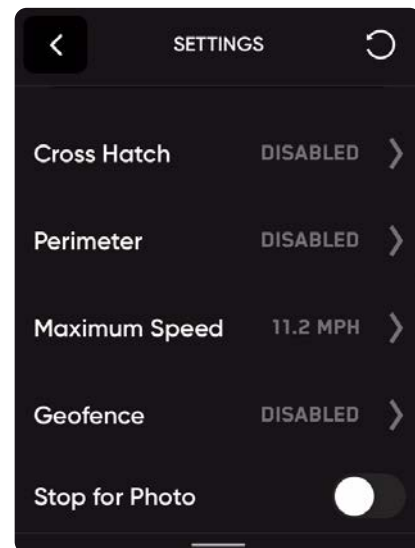 SETTINGS
Cross Hatch DISABLED
Perimeter DISABLED
Maximum Speed 11.2 MPH
Geofence DISABLED
Stop for Photo